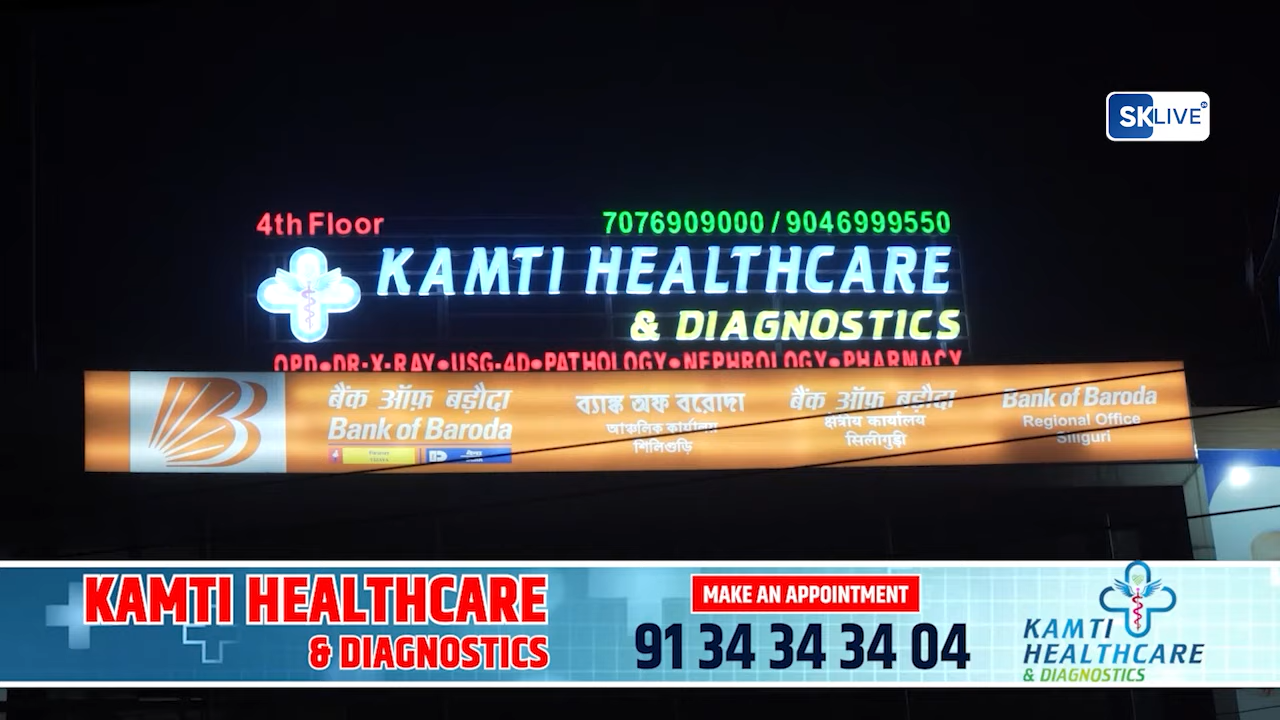 SKLIVE 24
4th Floor
7076909000 / 9046999550
KAMTI HEALTHCARE
& DIAGNOSTICS
OPD•DR-X-RAY•USG-4D•PATHOLOGY•NEPHROLOGY•PHARMACY
बैंक ऑफ़ बड़ौदा
Bank of Baroda
ব্যাঙ্ক অফ বরোদা
আঞ্চলিক কার্যালয়
শিলিগুড়ি
बैंक ऑफ़ बड़ौदा
क्षेत्रीय कार्यालय
सिलीगुड़ी
Bank of Baroda
Regional Office
Siliguri
KAMTI HEALTHCARE
& DIAGNOSTICS
MAKE AN APPOINTMENT
91 34 34 34 04
KAMTI
HEALTHCARE
& DIAGNOSTICS